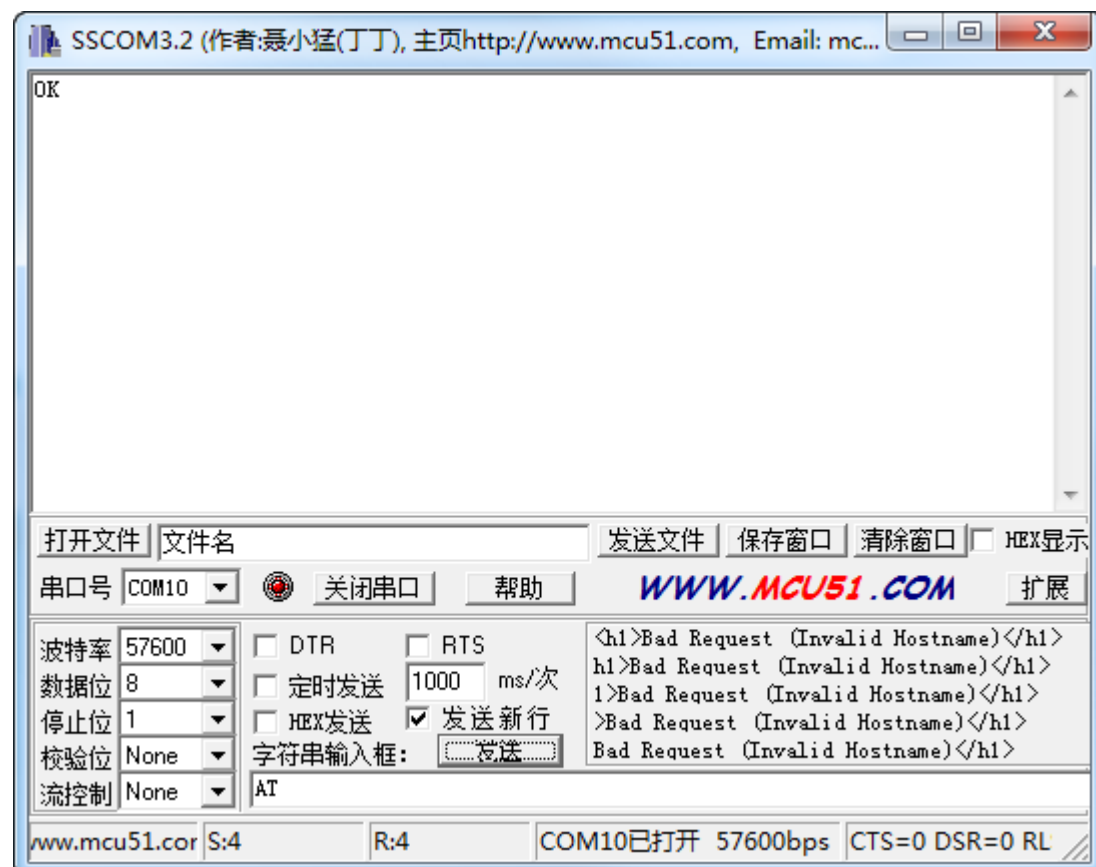 SSCOM3.2 (作者:聂小猛(丁丁), 主页http://www.mcu51.com,  Email: mc...
OK
打开文件 文件名 发送文件 保存窗口 清除窗口 HEX显示
串口号 COM10 关闭串口 帮助 WWW.MCU51.COM 扩展
波特率 57600 DTR RTS
数据位 8 定时发送 1000 ms/次
停止位 1 HEX发送 发送新行
校验位 None 字符串输入框: 发送
流控制 None AT
<h1>Bad Request (Invalid Hostname)</h1>
h1>Bad Request (Invalid Hostname)</h1>
1>Bad Request (Invalid Hostname)</h1>
>Bad Request (Invalid Hostname)</h1>
Bad Request (Invalid Hostname)</h1>
www.mcu51.cor S:4 R:4 COM10已打开 57600bps CTS=0 DSR=0 RL